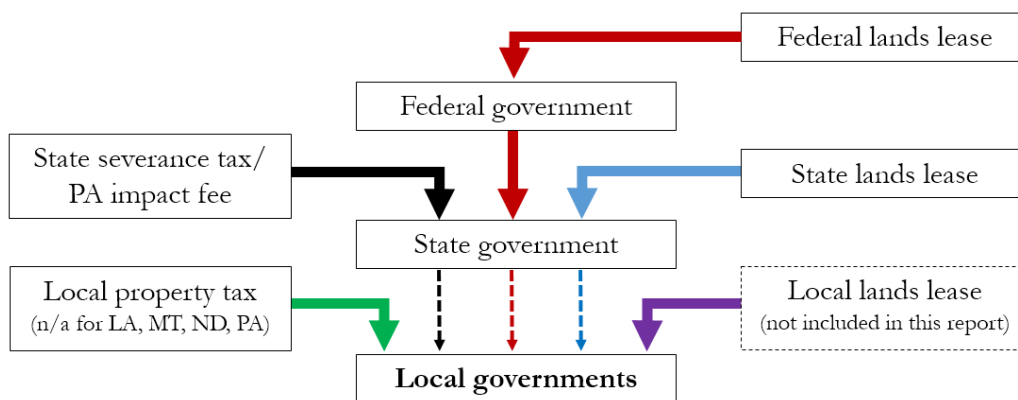 Federal lands lease
Federal government
State severance tax/
PA impact fee
State lands lease
State government
Local property tax
(n/a for LA, MT, ND, PA)
Local lands lease
(not included in this report)
Local governments